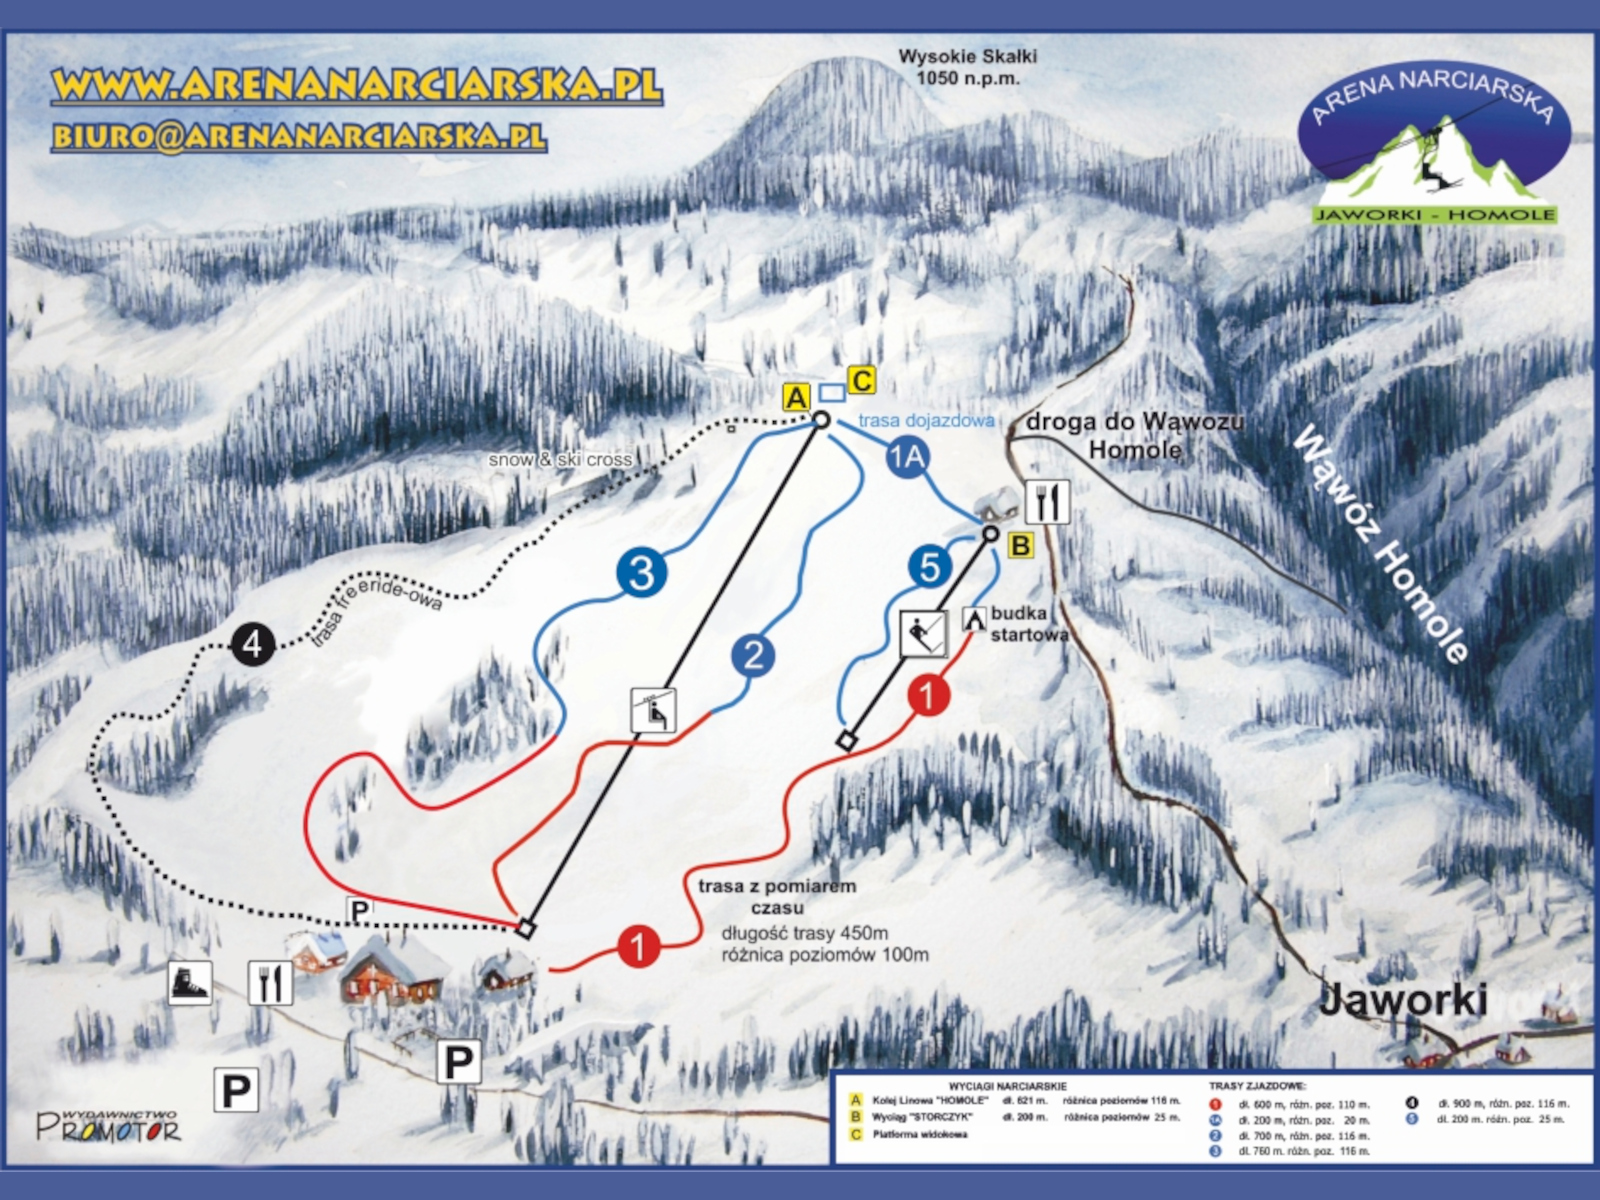 WWW.ARENANARCIARSKA.PL
BIURO@ARENANARCIARSKA.PL
Wysokie Skałki
1050 n.p.m.
ARENA NARCIARSKA
JAWORKI - HOMOLE
A
C
trasa dojazdowa
1A
droga do Wąwozu
Homole
Wąwóz Homole
snow & ski cross
B
3
5
trasa freeride-owa
budka
startowa
4
2
1
P
trasa z pomiarem
czasu
długość trasy 450m
różnica poziomów 100m
1
Jaworki
P
P
WYDAWNICTWO
PROMOTOR
WYCIĄGI NARCIARSKIE
A Kolej Linowa "HOMOLE" dł. 621 m. różnica poziomów 116 m.
B Wyciąg "STORCZYK" dł. 200 m. różnica poziomów 25 m.
C Platforma widokowa
TRASY ZJAZDOWE:
1 dł. 600 m, różn. poz. 110 m.
1A dł. 200 m, różn. poz. 20 m.
2 dł. 700 m, różn. poz. 116 m.
3 dł. 760 m. różn. poz. 116 m.
4 dł. 900 m, różn. poz. 116 m.
5 dł. 200 m. różn. poz. 25 m.